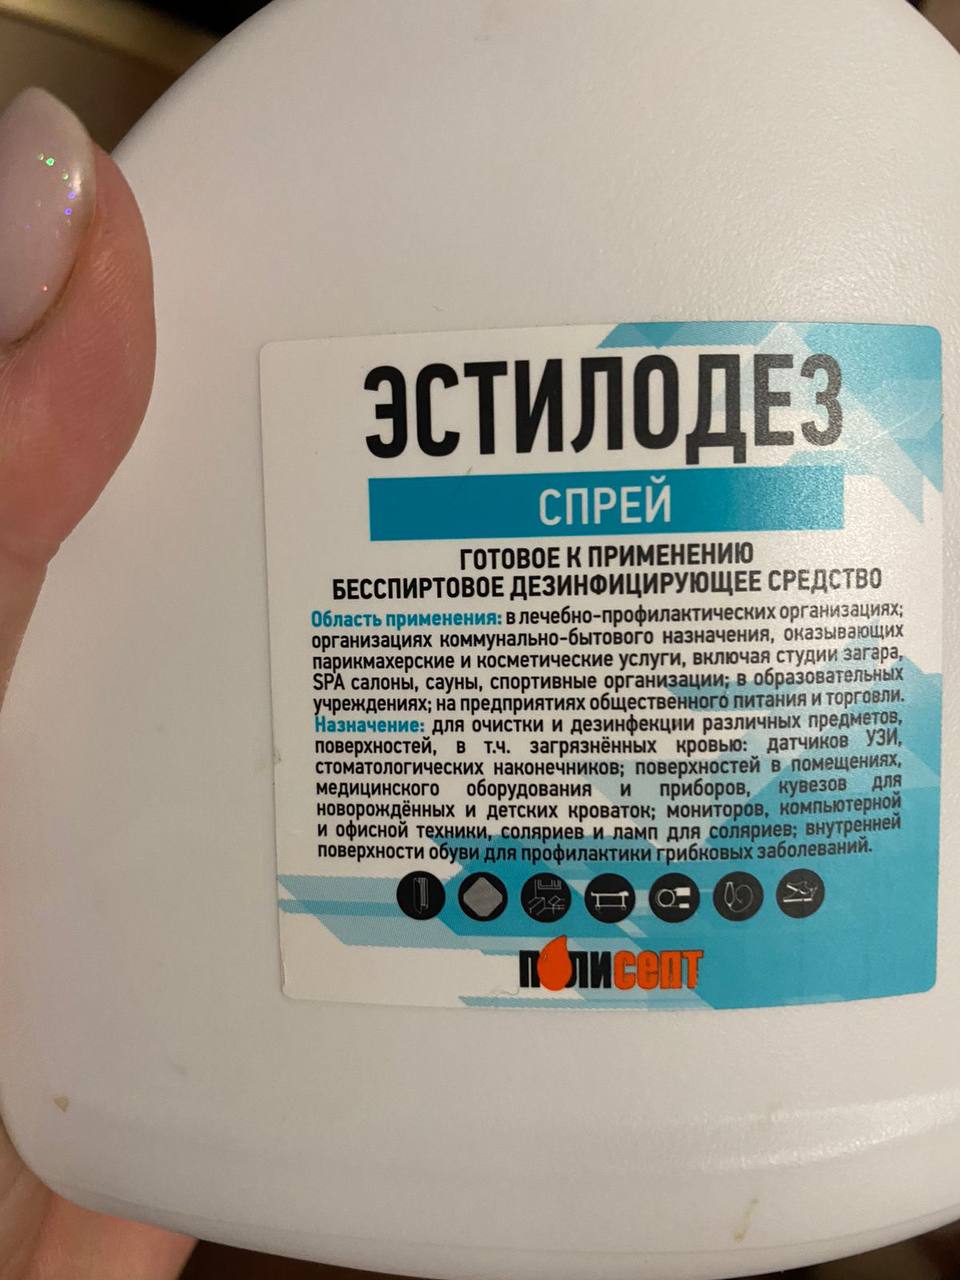 ЭСТИЛОДЕЗ
СПРЕЙ
ГОТОВОЕ К ПРИМЕНЕНИЮ
БЕССПИРТОВОЕ ДЕЗИНФИЦИРУЮЩЕЕ СРЕДСТВО
Область применения: в лечебно-профилактических организациях;
организациях коммунально-бытового назначения, оказывающих
парикмахерские и косметические услуги, включая студии загара,
SPA салоны, сауны, спортивные организации; в образовательных
учреждениях; на предприятиях общественного питания и торговли.
Назначение: для очистки и дезинфекции различных предметов,
поверхностей, в т.ч. загрязнённых кровью: датчиков УЗИ,
стоматологических наконечников; поверхностей в помещениях,
медицинского оборудования и приборов, кувезов для
новорождённых и детских кроваток; мониторов, компьютерной
и офисной техники, соляриев и ламп для соляриев; внутренней
поверхности обуви для профилактики грибковых заболеваний.
ПОЛИсепт